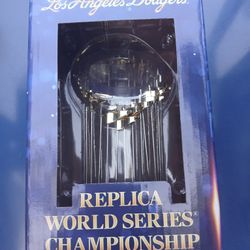 Los Angeles Dodgers
REPLICA
WORLD SERIES®
CHAMPIONSHIP